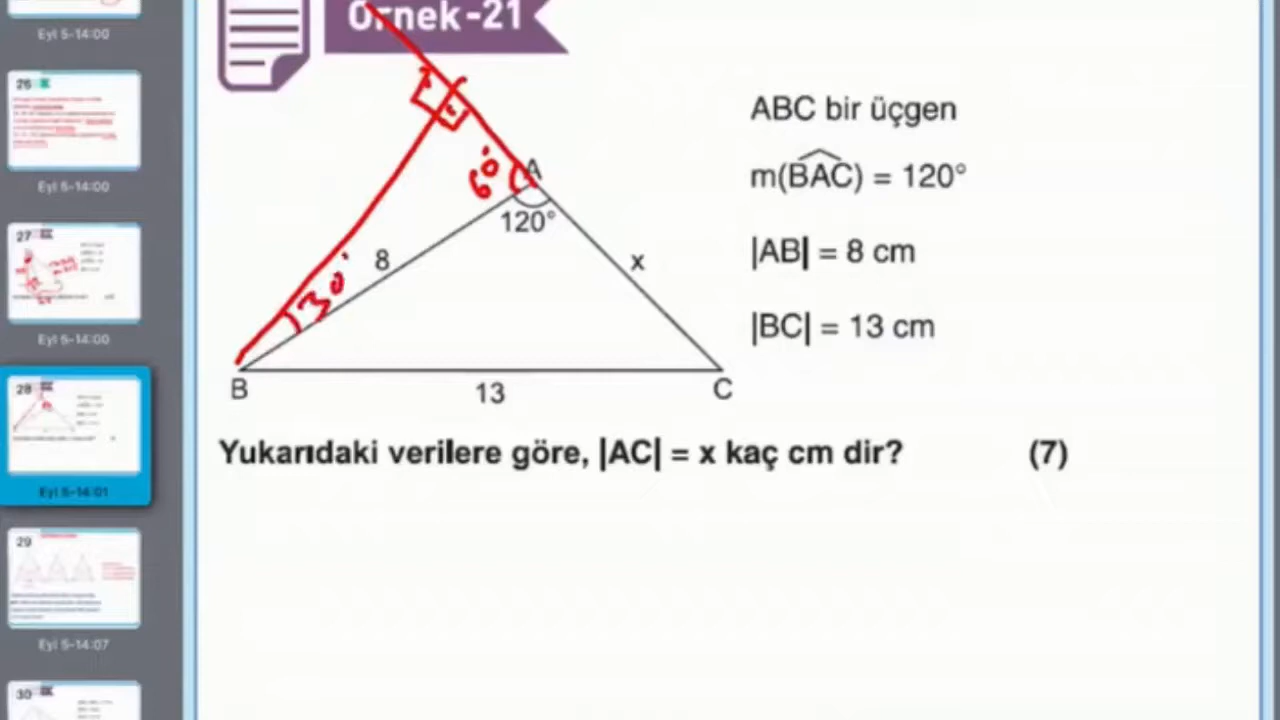 Eyl 5-14:00
26
Eyl 5-14:00
27
Eyl 5-14:00
28
Eyl 5-14:01
29
Eyl 5-14:07
30
Örnek -21
60°
A
120°
8
x
30°
B
13
C
ABC bir üçgen
m(BAC) = 120°
|AB| = 8 cm
|BC| = 13 cm
Yukarıdaki verilere göre, |AC| = x kaç cm dir? (7)